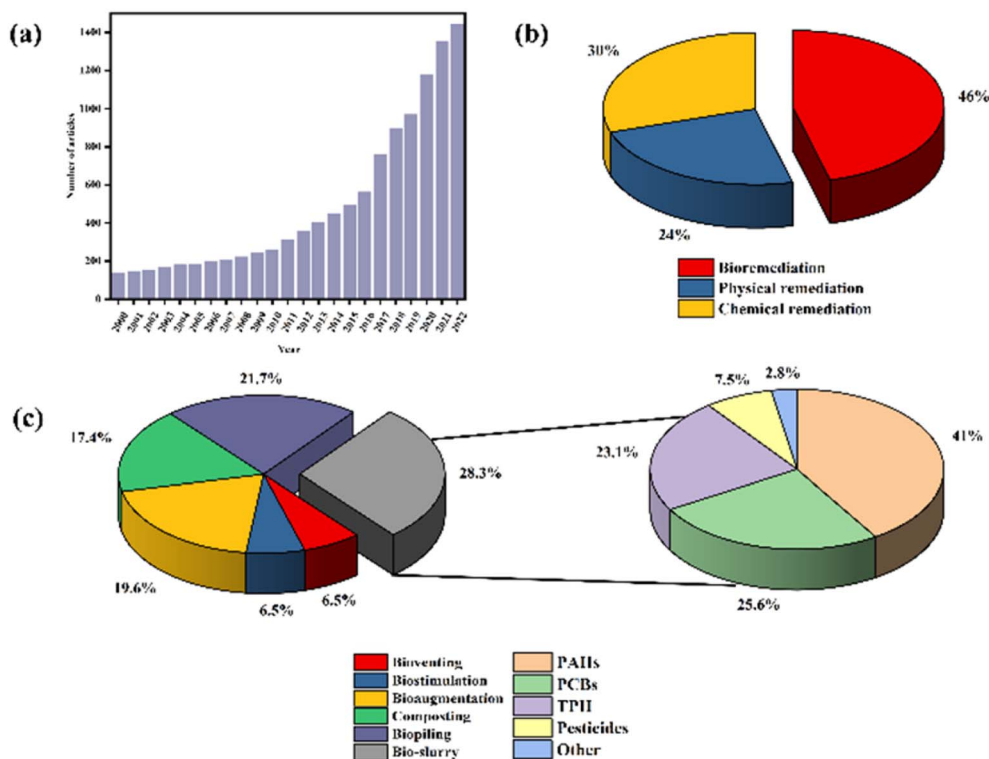 (a)
1400
1200
1000
800
600
400
200
0
Number of articles
2000
2001
2002
2003
2004
2005
2006
2007
2008
2009
2010
2011
2012
2013
2014
2015
2016
2017
2018
2019
2020
2021
2022
Year
(b)
30%
46%
24%
Bioremediation
Physical remediation
Chemical remediation
(c)
21.7%
17.4%
28.3%
19.6%
6.5%
6.5%
2.8%
7.5%
23.1%
41%
25.6%
Bioventing
Biostimulation
Bioaugmentation
Composting
Biopiling
Bio-slurry
PAHs
PCBs
TPH
Pesticides
Other